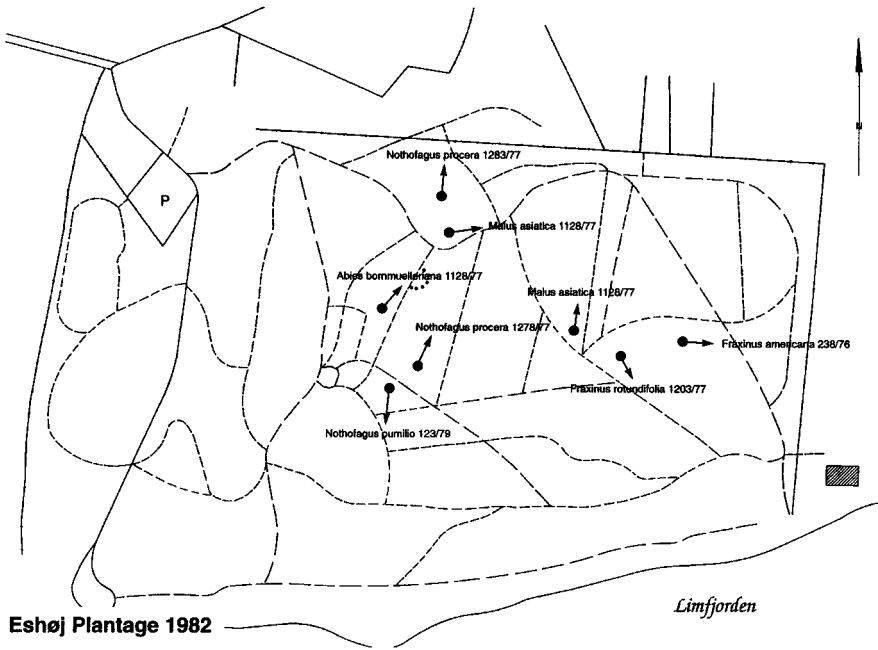 Nothofagus procera 1283/77
P
Malus asiatica 1128/77
Abies bornmuelleriana 1128/77
Malus asiatica 1128/77
Nothofagus procera 1278/77
Fraxinus americana 238/76
Fraxinus rotundifolia 1203/77
Nothofagus pumilio 123/79
Limfjorden
Eshøj Plantage 1982